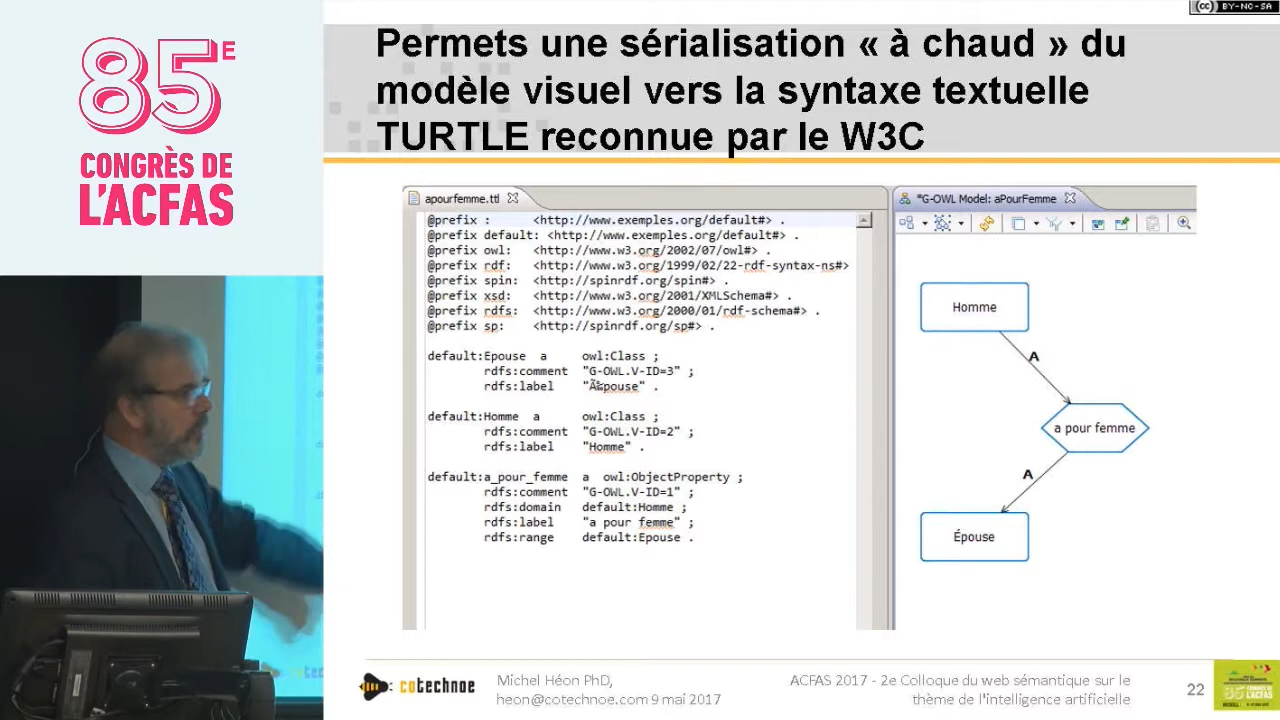 85E
CONGRÈS DE
L'ACFAS
BY-NC-SA
Permets une sérialisation « à chaud » du
modèle visuel vers la syntaxe textuelle
TURTLE reconnue par le W3C
apourfemme.ttl
@prefix :       <http://www.exemples.org/default#> .
@prefix default: <http://www.exemples.org/default#> .
@prefix owl:    <http://www.w3.org/2002/07/owl#> .
@prefix rdf:    <http://www.w3.org/1999/02/22-rdf-syntax-ns#>
@prefix spin:   <http://spinrdf.org/spin#> .
@prefix xsd:    <http://www.w3.org/2001/XMLSchema#> .
@prefix rdfs:   <http://www.w3.org/2000/01/rdf-schema#> .
@prefix sp:     <http://spinrdf.org/sp#> .
default:Epouse  a      owl:Class ;
rdfs:comment  "G-OWL.V-ID=3" ;
rdfs:label
default:Homme  a      owl:Class ;
rdfs:comment  "G-OWL.V-ID=2" ;
rdfs:label    "Homme" .
default:a_pour_femme  a  owl:ObjectProperty ;
rdfs:comment  "G-OWL.V-ID=1" ;
rdfs:domain   default:Homme ;
rdfs:label    "a pour femme" ;
rdfs:range    default:Epouse .
*G-OWL Model: aPourFemme
Homme
A
a pour femme
A
Épouse
cotechnoe
Michel Héon PhD,
heon@cotechnoe.com 9 mai 2017
ACFAS 2017 - 2e Colloque du web sémantique sur le
thème de l'intelligence artificielle
22